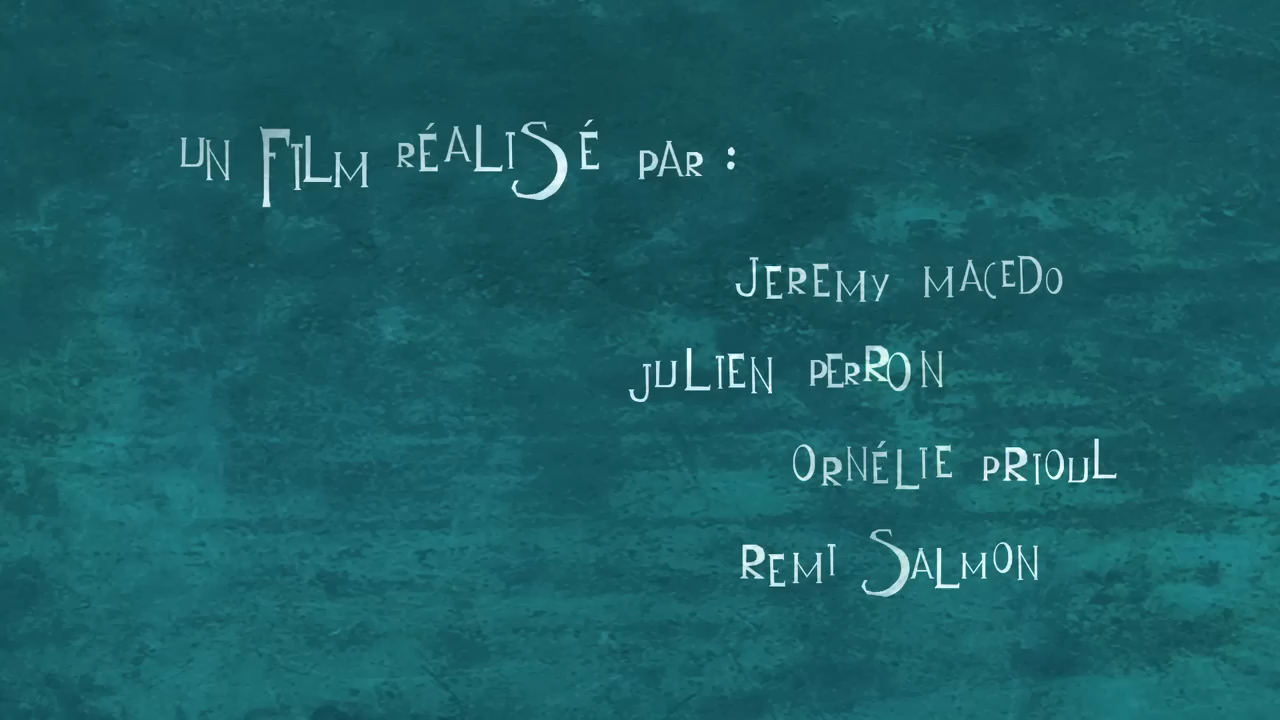 UN FILM RÉALISÉ PAR :
JEREMY MACEDO
JULIEN PERRON
ORNÉLIE PRIOUL
REMI SALMON